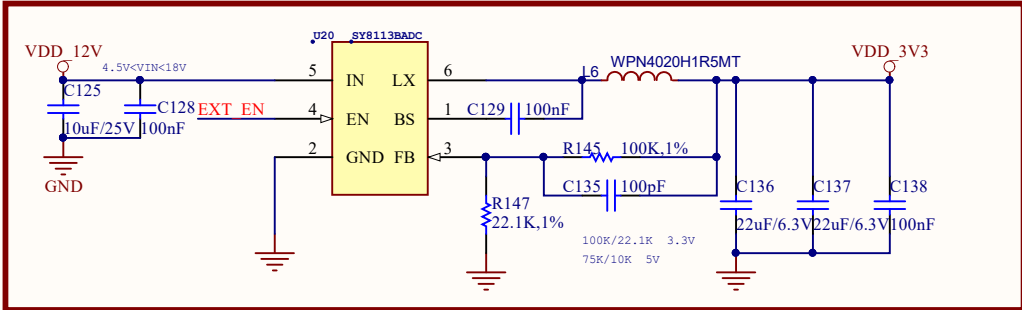 U20 SY8113BADC
VDD_12V
VDD_3V3
4.5V<VIN<18V
WPN4020H1R5MT
L6
5 IN LX 6
C125
C128
10uF/25V
100nF
EXT_EN
4 EN BS 1
C129 100nF
2 GND FB 3
R145 100K,1%
GND
C135 100pF
C136
C137
C138
R147
22.1K,1%
22uF/6.3V
22uF/6.3V
100nF
100K/22.1K 3.3V
75K/10K 5V